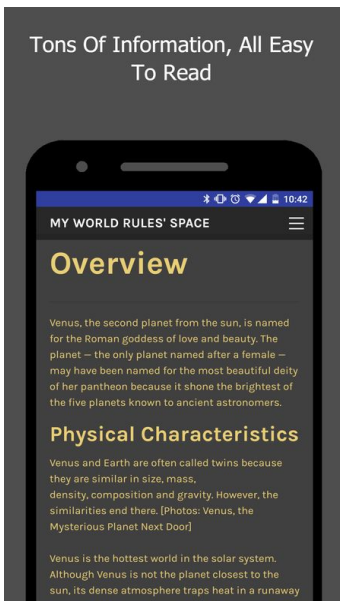 Tons Of Information, All Easy
To Read
10:42
MY WORLD RULES' SPACE
Overview
Venus, the second planet from the sun, is named
for the Roman goddess of love and beauty. The
planet — the only planet named after a female —
may have been named for the most beautiful deity
of her pantheon because it shone the brightest of
the five planets known to ancient astronomers.
Physical Characteristics
Venus and Earth are often called twins because
they are similar in size, mass,
density, composition and gravity. However, the
similarities end there. [Photos: Venus, the
Mysterious Planet Next Door]
Venus is the hottest world in the solar system.
Although Venus is not the planet closest to the
sun, its dense atmosphere traps heat in a runaway